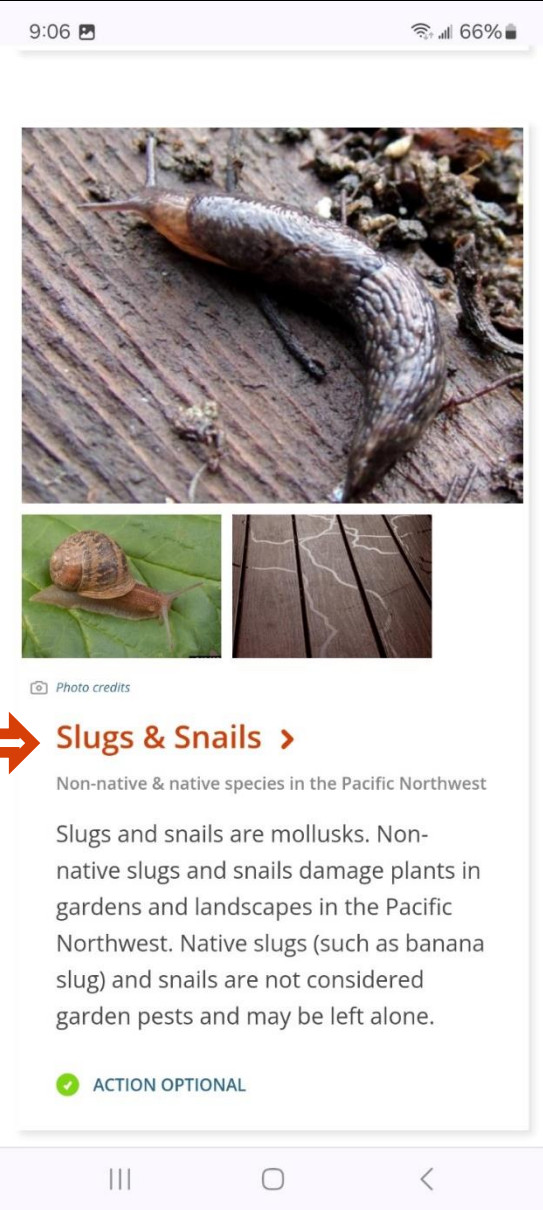 9:06 66%
Photo credits
Slugs & Snails
Non-native & native species in the Pacific Northwest
Slugs and snails are mollusks. Non-
native slugs and snails damage plants in
gardens and landscapes in the Pacific
Northwest. Native slugs (such as banana
slug) and snails are not considered
garden pests and may be left alone.
ACTION OPTIONAL